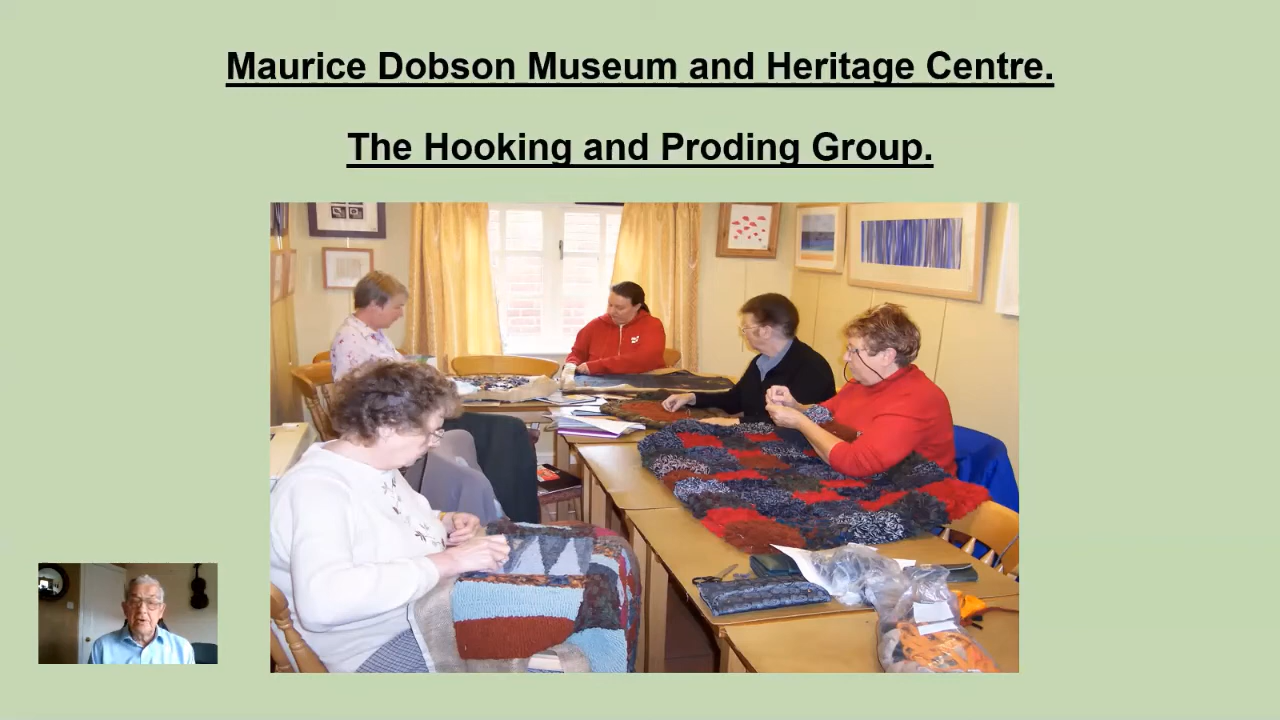 Maurice Dobson Museum and Heritage Centre.
The Hooking and Proding Group.